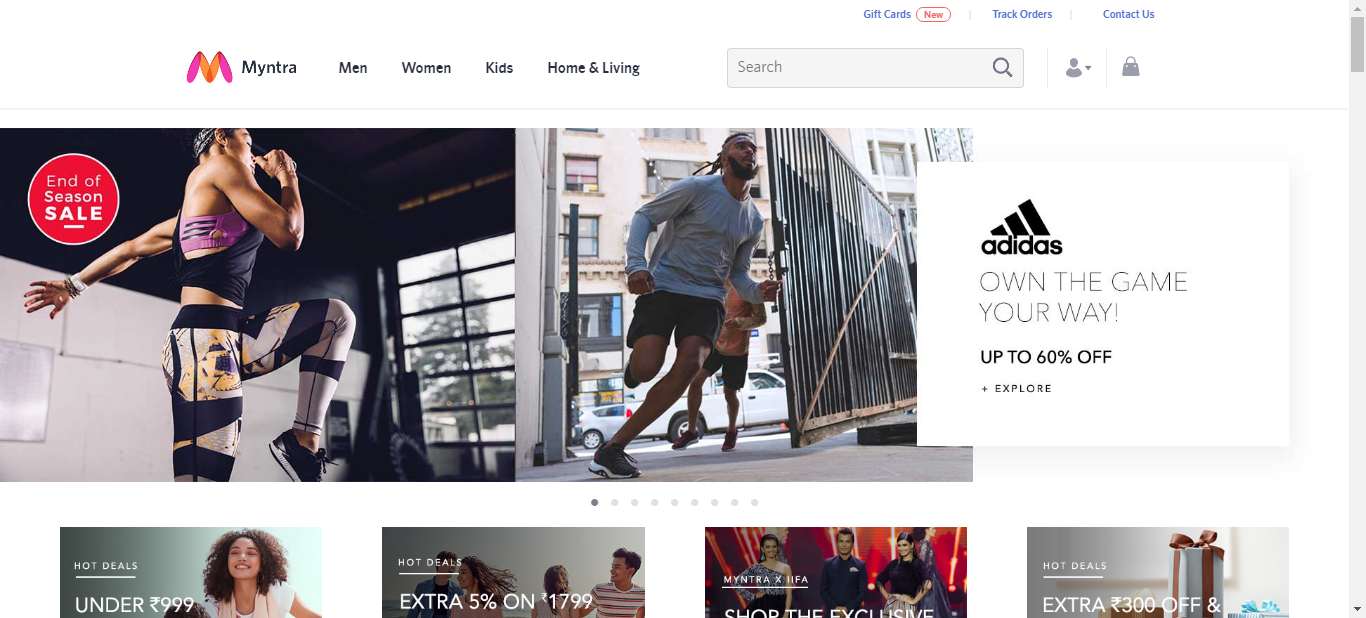 Gift Cards New Track Orders Contact Us
Myntra Men Women Kids Home & Living Search
End of
Season
SALE
adidas
OWN THE GAME
YOUR WAY!
UP TO 60% OFF
+ EXPLORE
HOT DEALS
UNDER ₹999
HOT DEALS
EXTRA 5% ON ₹1799
MYNTRA X IIFA
SHOP THE EXCLUSIVE
HOT DEALS
EXTRA ₹300 OFF &